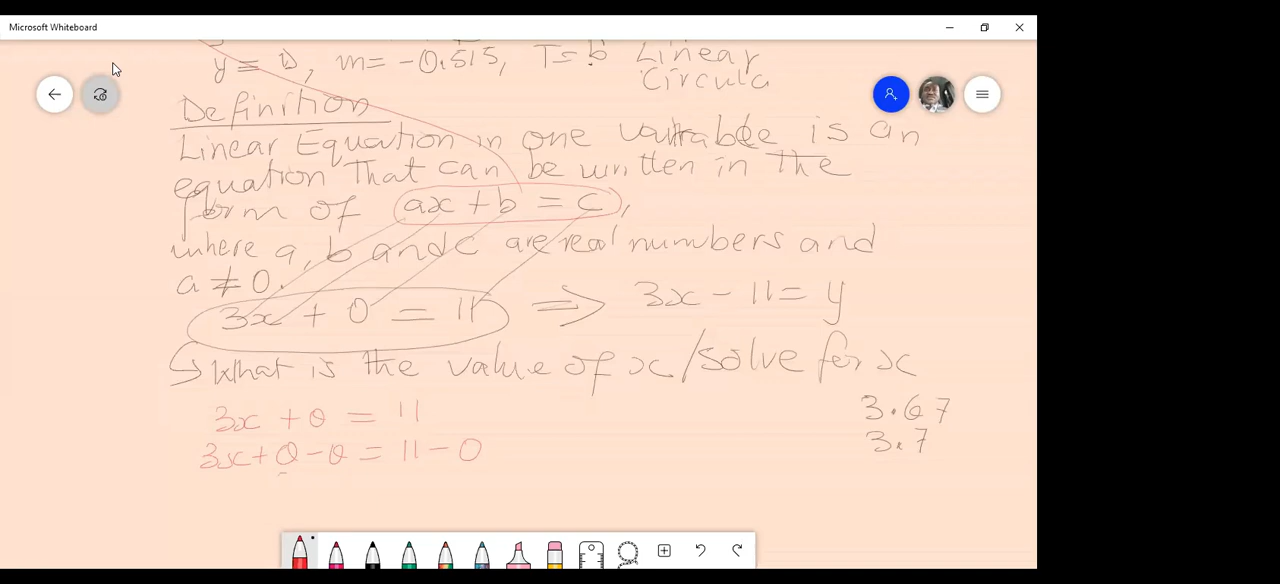 Microsoft Whiteboard
y = , m = -0.515, Linear
Circula
Definition
Linear Equation in one variable is an
equation That can be written in The
form of ax + b = c,
where a, b and c are real numbers and
a ≠ 0.
3x + 0 = 11 ⇒ 3x - 11 = y
What is the value of x/solve for x
3x + 0 = 11
3x + 0 - 0 = 11 - 0
3.67
3.7